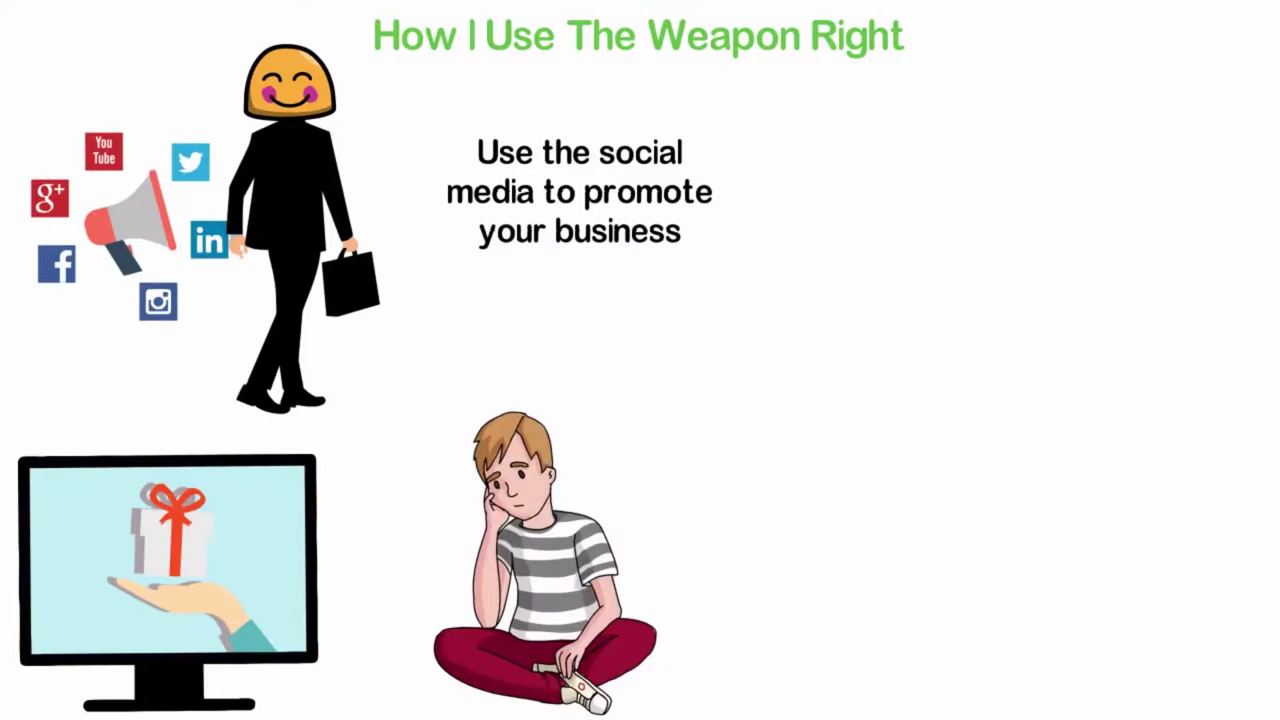 How I Use The Weapon Right
You
Tube
g+
f
in
Use the social
media to promote
your business